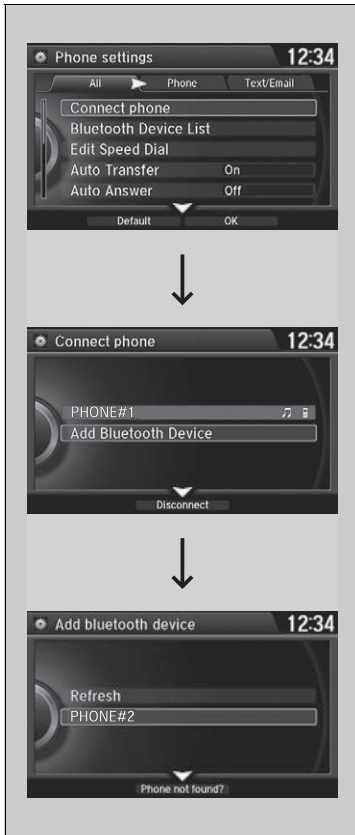 Phone settings 12:34
All Phone Text/Email
Connect phone
Bluetooth Device List
Edit Speed Dial
Auto Transfer On
Auto Answer Off
Default OK
Connect phone 12:34
PHONE#1
Add Bluetooth Device
Disconnect
Add bluetooth device 12:34
Refresh
PHONE#2
Phone not found?